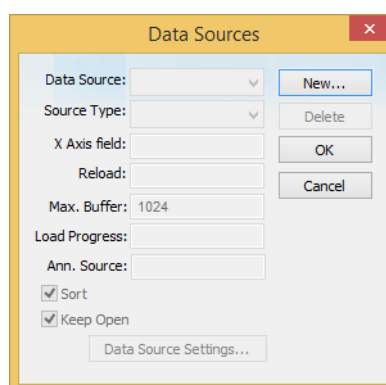 Data Sources
Data Source:
New...
Source Type:
Delete
X Axis field:
OK
Reload:
Cancel
Max. Buffer: 1024
Load Progress:
Ann. Source:
Sort
Keep Open
Data Source Settings...